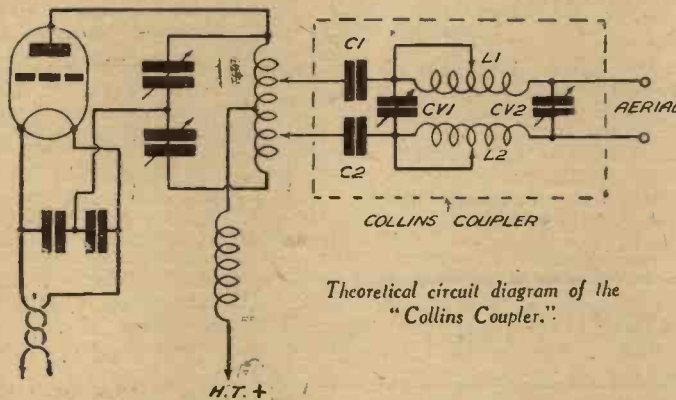 C1
L1
CV1
CV2
AERIAL
C2
L2
COLLINS COUPLER
Theoretical circuit diagram of the
"Collins Coupler."
H.T. +